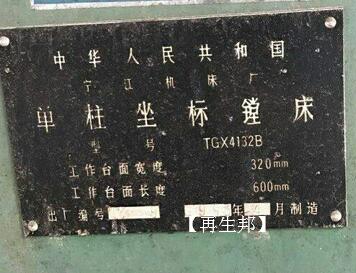 中华人民共和国
宁江机床厂
单柱坐标镗床
型号 TGX4132B
工作台面宽度 320mm
工作台面长度 600mm
出厂编号 年 月制造
【再生邦】